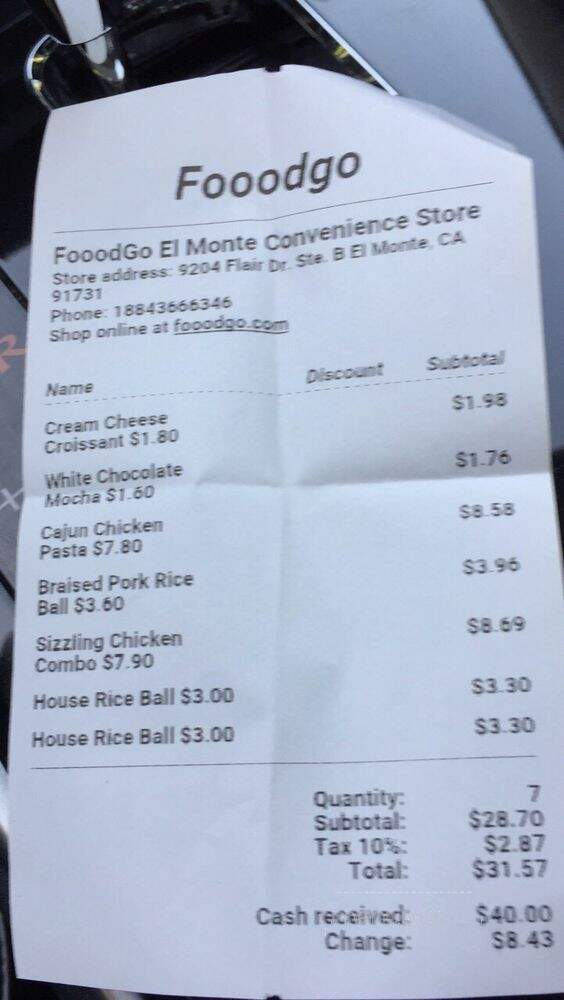 Fooodgo
FooodGo El Monte Convenience Store
Store address: 9204 Flair Dr. Ste. B El Monte, CA
91731
Phone: 18843666346
Shop online at fooodgo.com
Name Discount Subtotal
Cream Cheese
Croissant $1.80 $1.98
White Chocolate
Mocha $1.60 $1.76
Cajun Chicken
Pasta $7.80 $8.58
Braised Pork Rice
Ball $3.60 $3.96
Sizzling Chicken
Combo $7.90 $8.69
House Rice Ball $3.00 $3.30
House Rice Ball $3.00 $3.30
Quantity: 7
Subtotal: $28.70
Tax 10%: $2.87
Total: $31.57
Cash received: $40.00
Change: $8.43